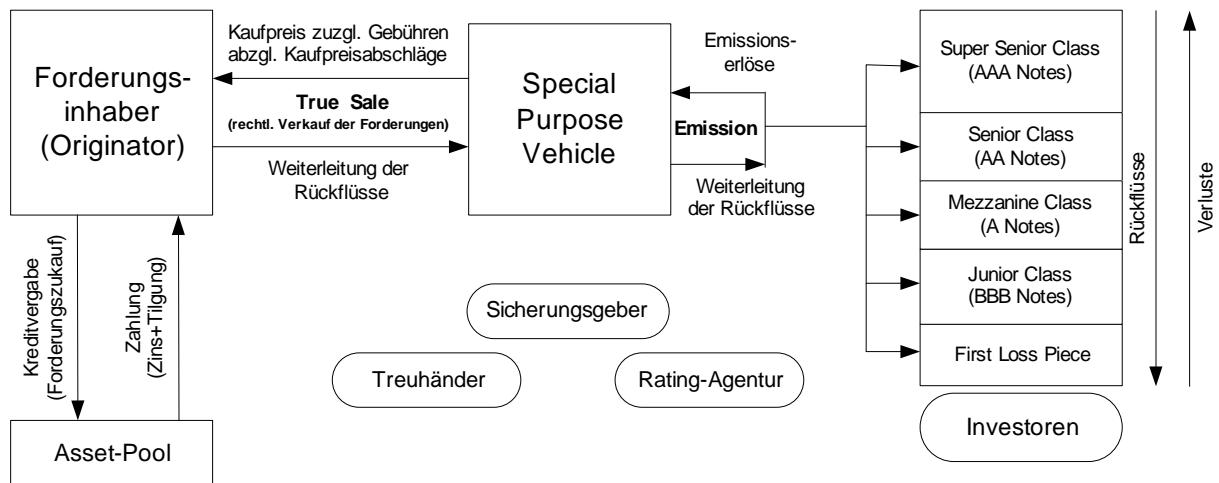 Forderungs-
inhaber
(Originator)
Kaufpreis zuzgl. Gebühren
abzgl. Kaufpreisabschläge
True Sale
(rechtl. Verkauf der Forderungen)
Weiterleitung der
Rückflüsse
Special
Purpose
Vehicle
Emissions-
erlöse
Emission
Weiterleitung
der Rückflüsse
Super Senior Class
(AAA Notes)
Senior Class
(AA Notes)
Mezzanine Class
(A Notes)
Junior Class
(BBB Notes)
First Loss Piece
Rückflüsse
Verluste
Kreditvergabe
(Forderungszukauf)
Zahlung
(Zins+Tilgung)
Sicherungsgeber
Treuhänder
Rating-Agentur
Investoren
Asset-Pool